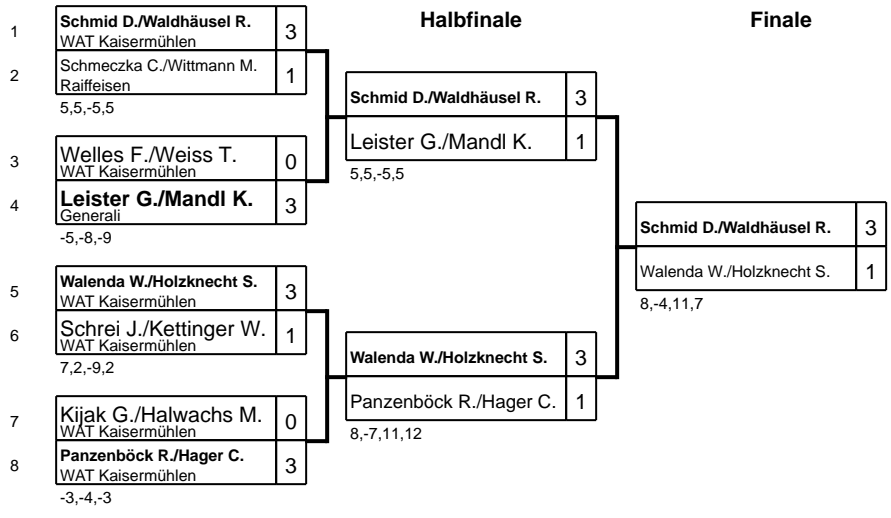 Halbfinale
Finale
1
Schmid D./Waldhäusel R. 3
WAT Kaisermühlen
2
Schmeczka C./Wittmann M. 1
Raiffeisen
5,5,-5,5
3
Welles F./Weiss T. 0
WAT Kaisermühlen
4
Leister G./Mandl K. 3
Generali
-5,-8,-9
5
Walenda W./Holzknecht S. 3
WAT Kaisermühlen
6
Schrei J./Kettinger W. 1
WAT Kaisermühlen
7,2,-9,2
7
Kijak G./Halwachs M. 0
WAT Kaisermühlen
8
Panzenböck R./Hager C. 3
WAT Kaisermühlen
-3,-4,-3
Schmid D./Waldhäusel R. 3
Leister G./Mandl K. 1
5,5,-5,5
Walenda W./Holzknecht S. 3
Panzenböck R./Hager C. 1
8,-7,11,12
Schmid D./Waldhäusel R. 3
Walenda W./Holzknecht S. 1
8,-4,11,7